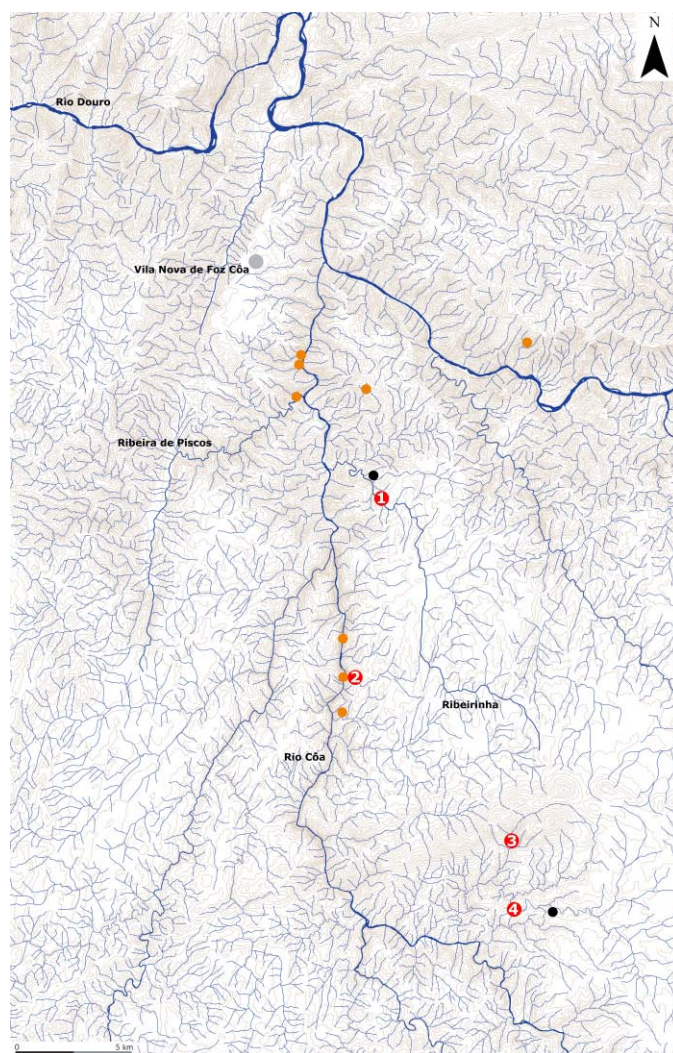 N
Rio Douro
Vila Nova de Foz Côa
Ribeira de Piscos
1
2
Ribeirinha
Rio Côa
3
4
0 5 km